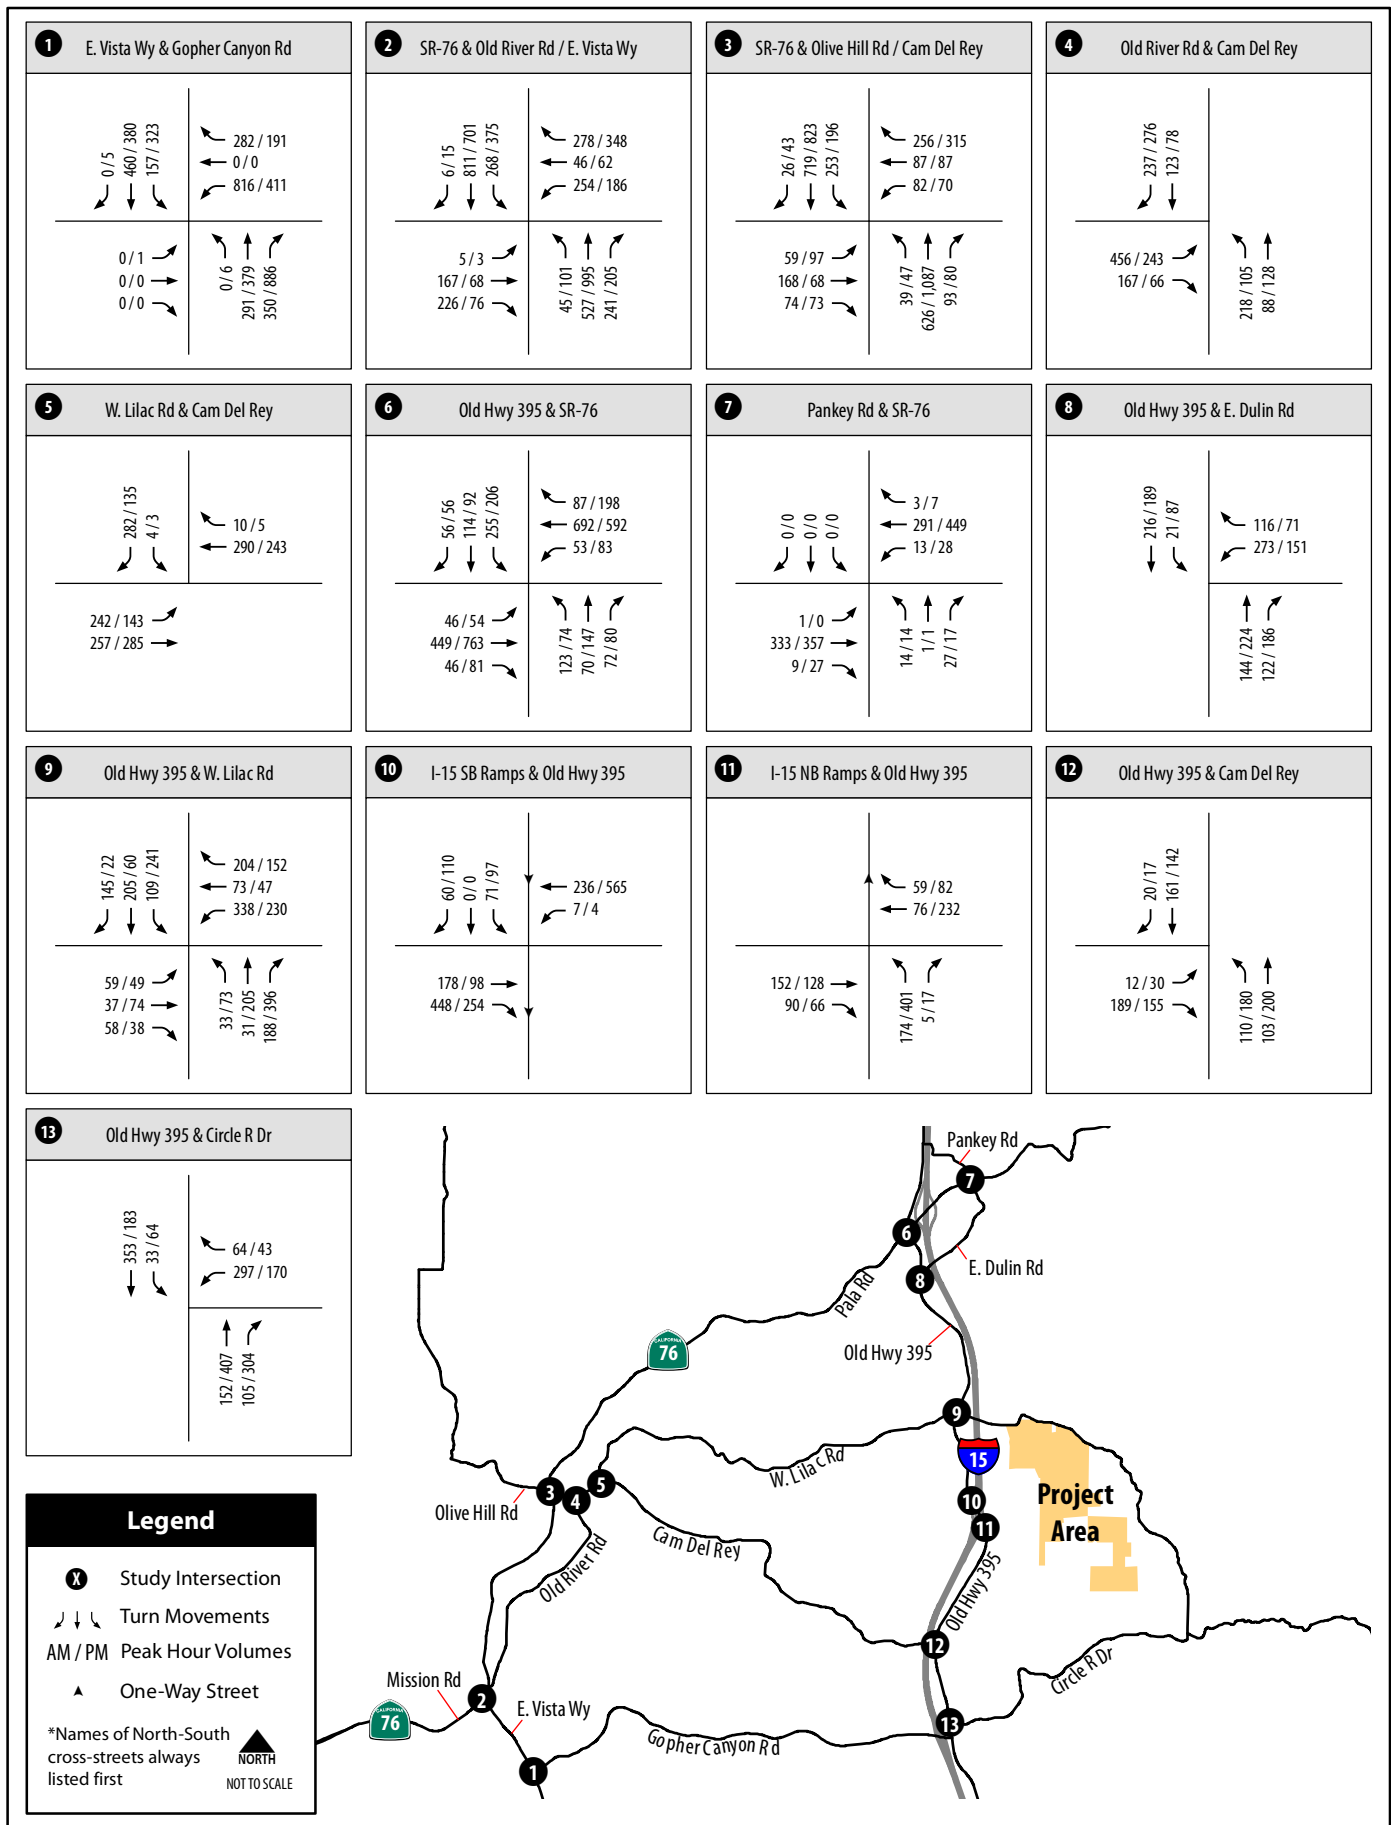 1 E. Vista Wy & Gopher Canyon Rd
0 / 5
460 / 380
157 / 323
282 / 191
0 / 0
816 / 411
0 / 1
0 / 0
0 / 0
0 / 6
291 / 379
350 / 886
2 SR-76 & Old River Rd / E. Vista Wy
6 / 15
811 / 701
268 / 375
278 / 348
46 / 62
254 / 186
5 / 3
167 / 68
226 / 76
45 / 101
527 / 995
241 / 205
3 SR-76 & Olive Hill Rd / Cam Del Rey
26 / 43
719 / 823
253 / 196
256 / 315
87 / 87
82 / 70
59 / 97
168 / 68
74 / 73
39 / 47
626 / 1,087
93 / 80
4 Old River Rd & Cam Del Rey
237 / 276
123 / 78
456 / 243
167 / 66
218 / 105
88 / 128
5 W. Lilac Rd & Cam Del Rey
282 / 135
4 / 3
10 / 5
290 / 243
242 / 143
257 / 285
6 Old Hwy 395 & SR-76
56 / 56
114 / 92
255 / 206
87 / 198
692 / 592
53 / 83
46 / 54
449 / 763
46 / 81
123 / 74
70 / 147
72 / 80
7 Pankey Rd & SR-76
0 / 0
0 / 0
0 / 0
3 / 7
291 / 449
13 / 28
1 / 0
333 / 357
9 / 27
14 / 14
1 / 1
27 / 17
8 Old Hwy 395 & E. Dulin Rd
216 / 189
21 / 87
116 / 71
273 / 151
144 / 224
122 / 186
9 Old Hwy 395 & W. Lilac Rd
145 / 22
205 / 60
109 / 241
204 / 152
73 / 47
338 / 230
59 / 49
37 / 74
58 / 38
33 / 73
31 / 205
188 / 396
10 I-15 SB Ramps & Old Hwy 395
60 / 110
0 / 0
71 / 97
236 / 565
7 / 4
178 / 98
448 / 254
11 I-15 NB Ramps & Old Hwy 395
59 / 82
76 / 232
152 / 128
90 / 66
174 / 401
5 / 17
12 Old Hwy 395 & Cam Del Rey
20 / 17
161 / 142
12 / 30
189 / 155
110 / 180
103 / 200
13 Old Hwy 395 & Circle R Dr
353 / 183
33 / 64
64 / 43
297 / 170
152 / 407
105 / 304
Pankey Rd
7
6
8
E. Dulin Rd
Pala Rd
Old Hwy 395
CALIFORNIA
76
9
15
W. Lilac Rd
Project
Area
Olive Hill Rd
3
4
5
10
11
Cam Del Rey
Old River Rd
Old Hwy 395
12
Circle R Dr
Mission Rd
2
CALIFORNIA
76
E. Vista Wy
13
Gopher Canyon Rd
1
Legend
X Study Intersection
Turn Movements
AM / PM Peak Hour Volumes
One-Way Street
*Names of North-South
cross-streets always
listed first
NORTH
NOT TO SCALE